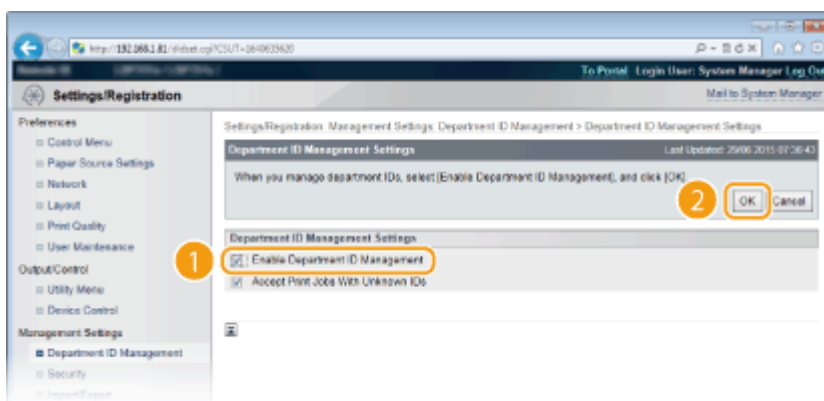 http://192.168.1.81/
To Portal Login User: System Manager Log Out
Settings/Registration
Mail to System Manager
Preferences
Control Menu
Paper Source Settings
Network
Layout
Print Quality
User Maintenance
Output/Control
Utility Menu
Device Control
Management Settings
Department ID Management
Security
Import/Export
Settings/Registration: Management Settings: Department ID Management > Department ID Management Settings
Department ID Management Settings
Last Updated: 29/06 2015 07:36:43
When you manage department IDs, select [Enable Department ID Management], and click [OK].
2
OK
Cancel
Department ID Management Settings
1
Enable Department ID Management
Accept Print Jobs With Unknown IDs